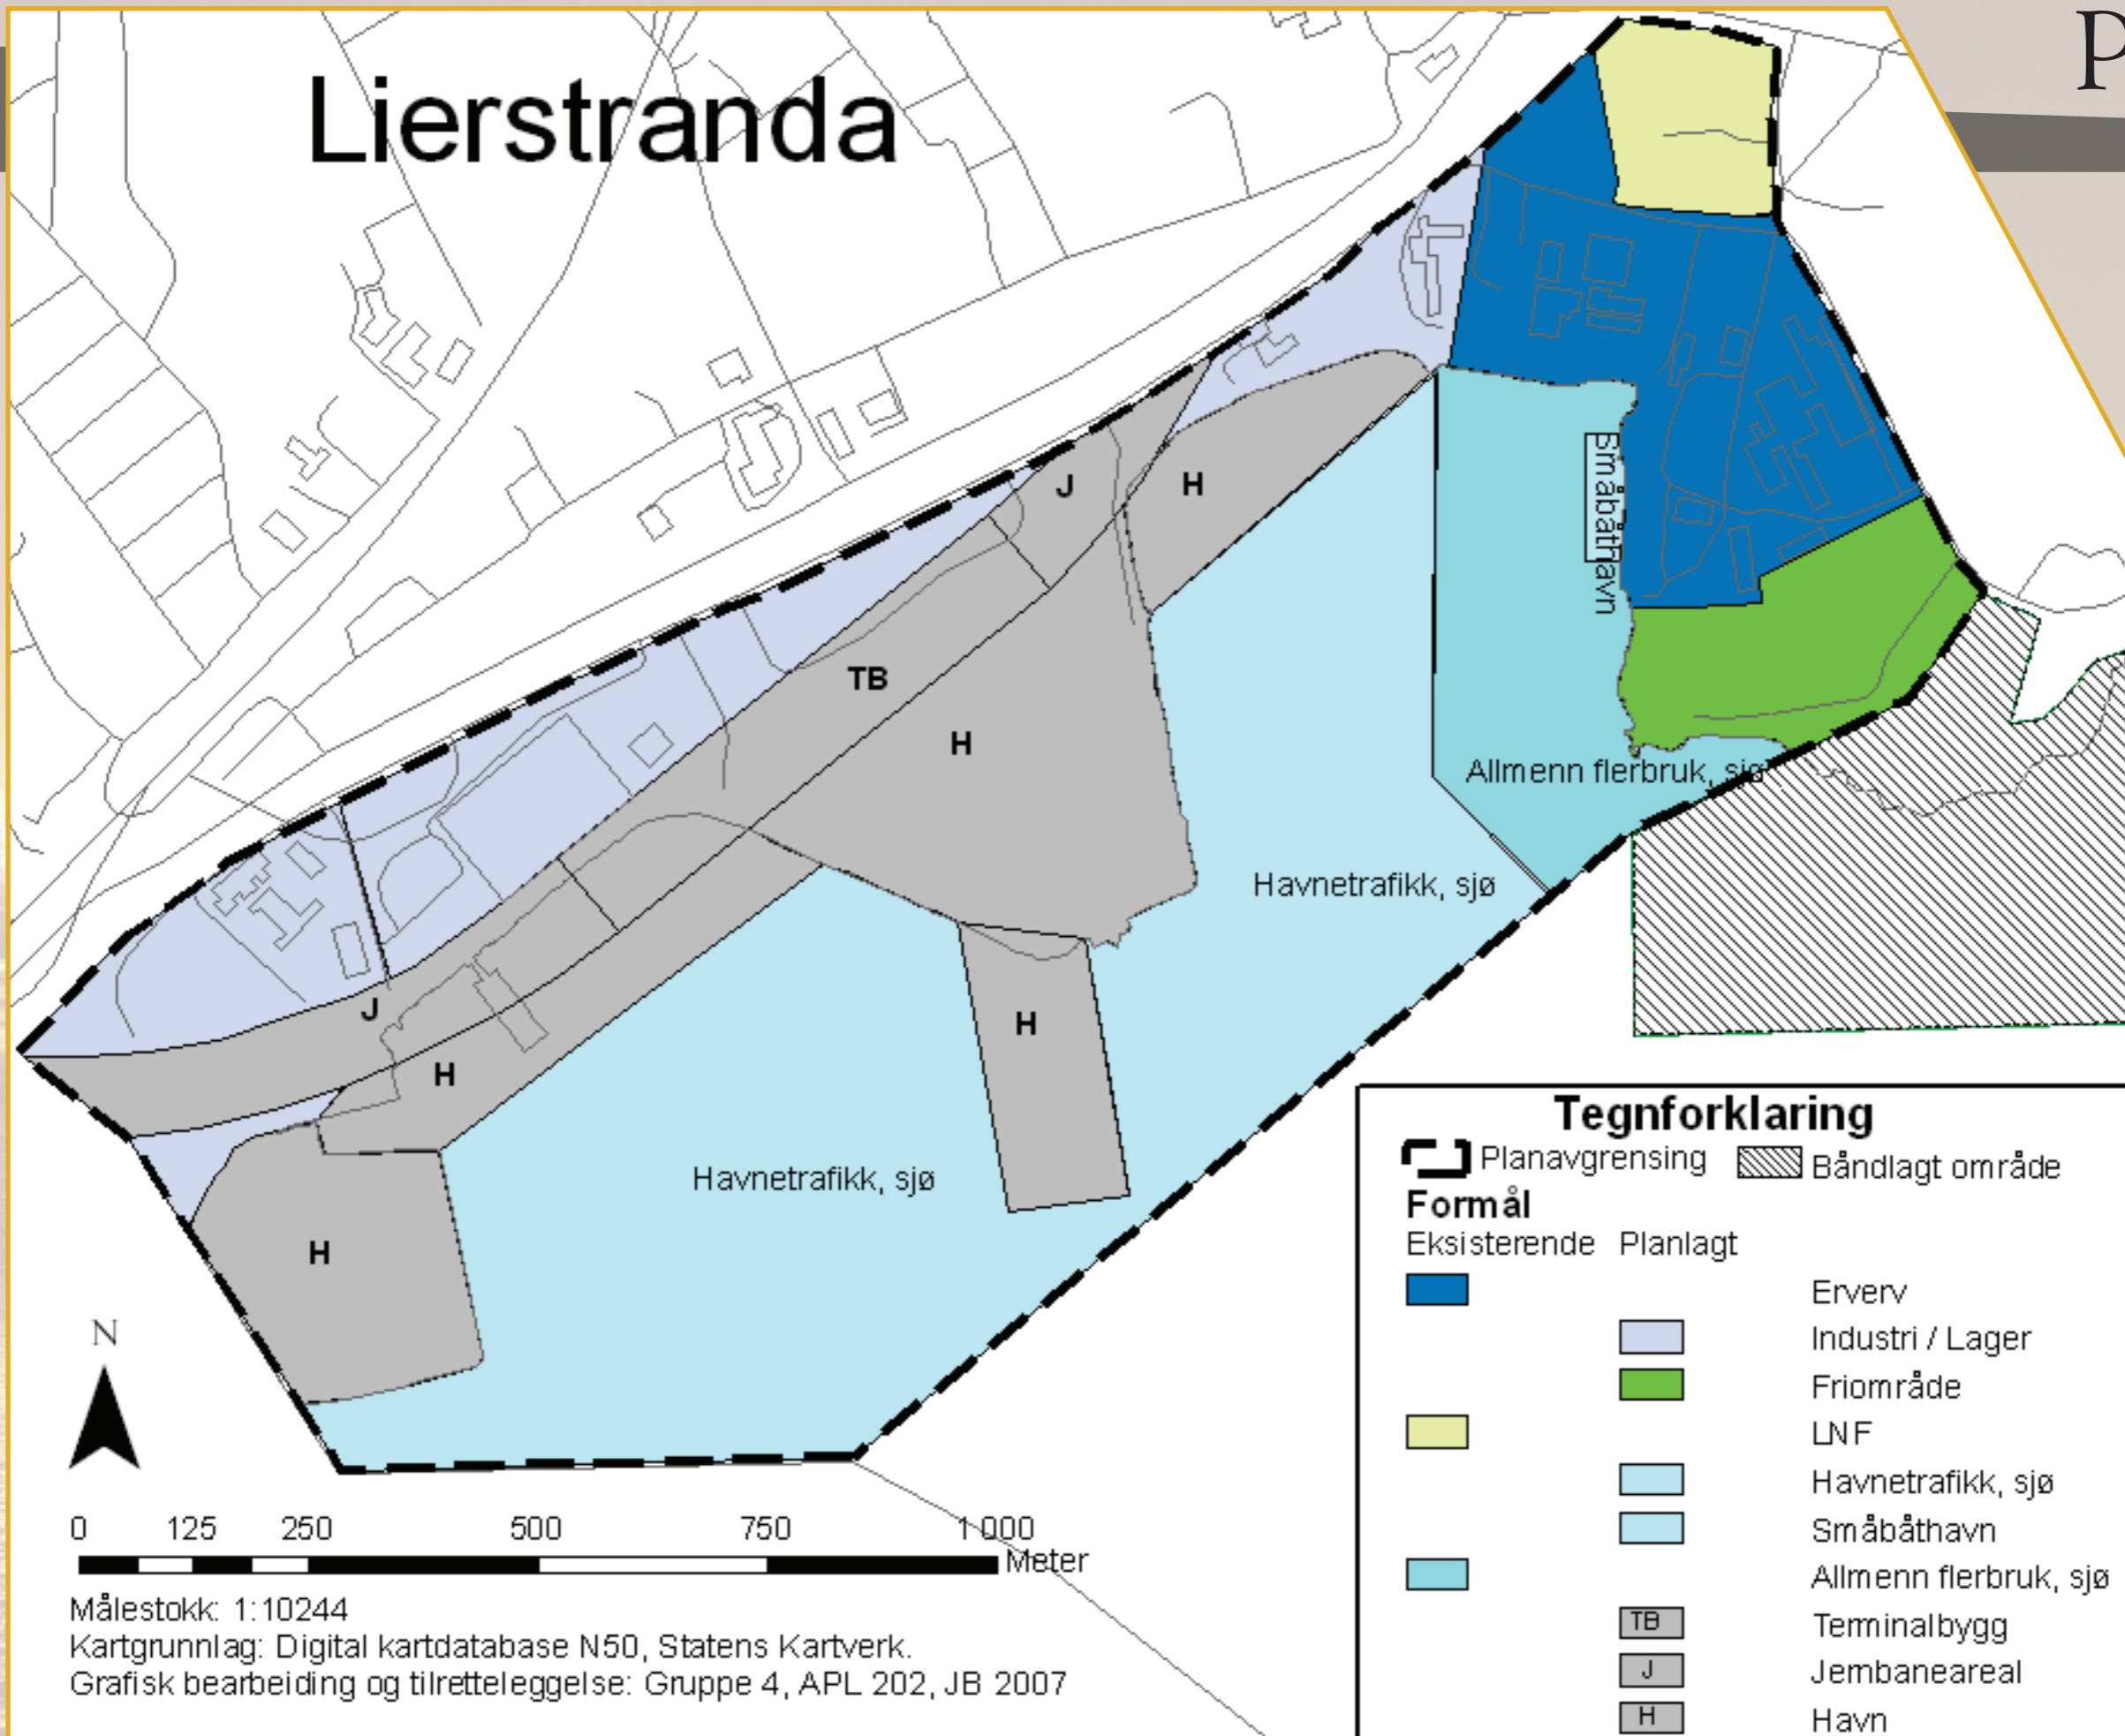 Lierstranda
P
J
H
Småbåthavn
TB
H
Allmenn flerbruk, sjø
Havnetrafikk, sjø
J
H
H
Havnetrafikk, sjø
H
N
0 125 250 500 750 1 000
Meter
Målestokk: 1:10244
Kartgrunnlag: Digital kartdatabase N50, Statens Kartverk.
Grafisk bearbeiding og tilretteleggelse: Gruppe 4, APL 202, JB 2007
Tegnforklaring
Planavgrensing Båndlagt område
Formål
Eksisterende Planlagt
Erverv
Industri / Lager
Friområde
LNF
Havnetrafikk, sjø
Småbåthavn
Allmenn flerbruk, sjø
TB Terminalbygg
J Jernbaneareal
H Havn